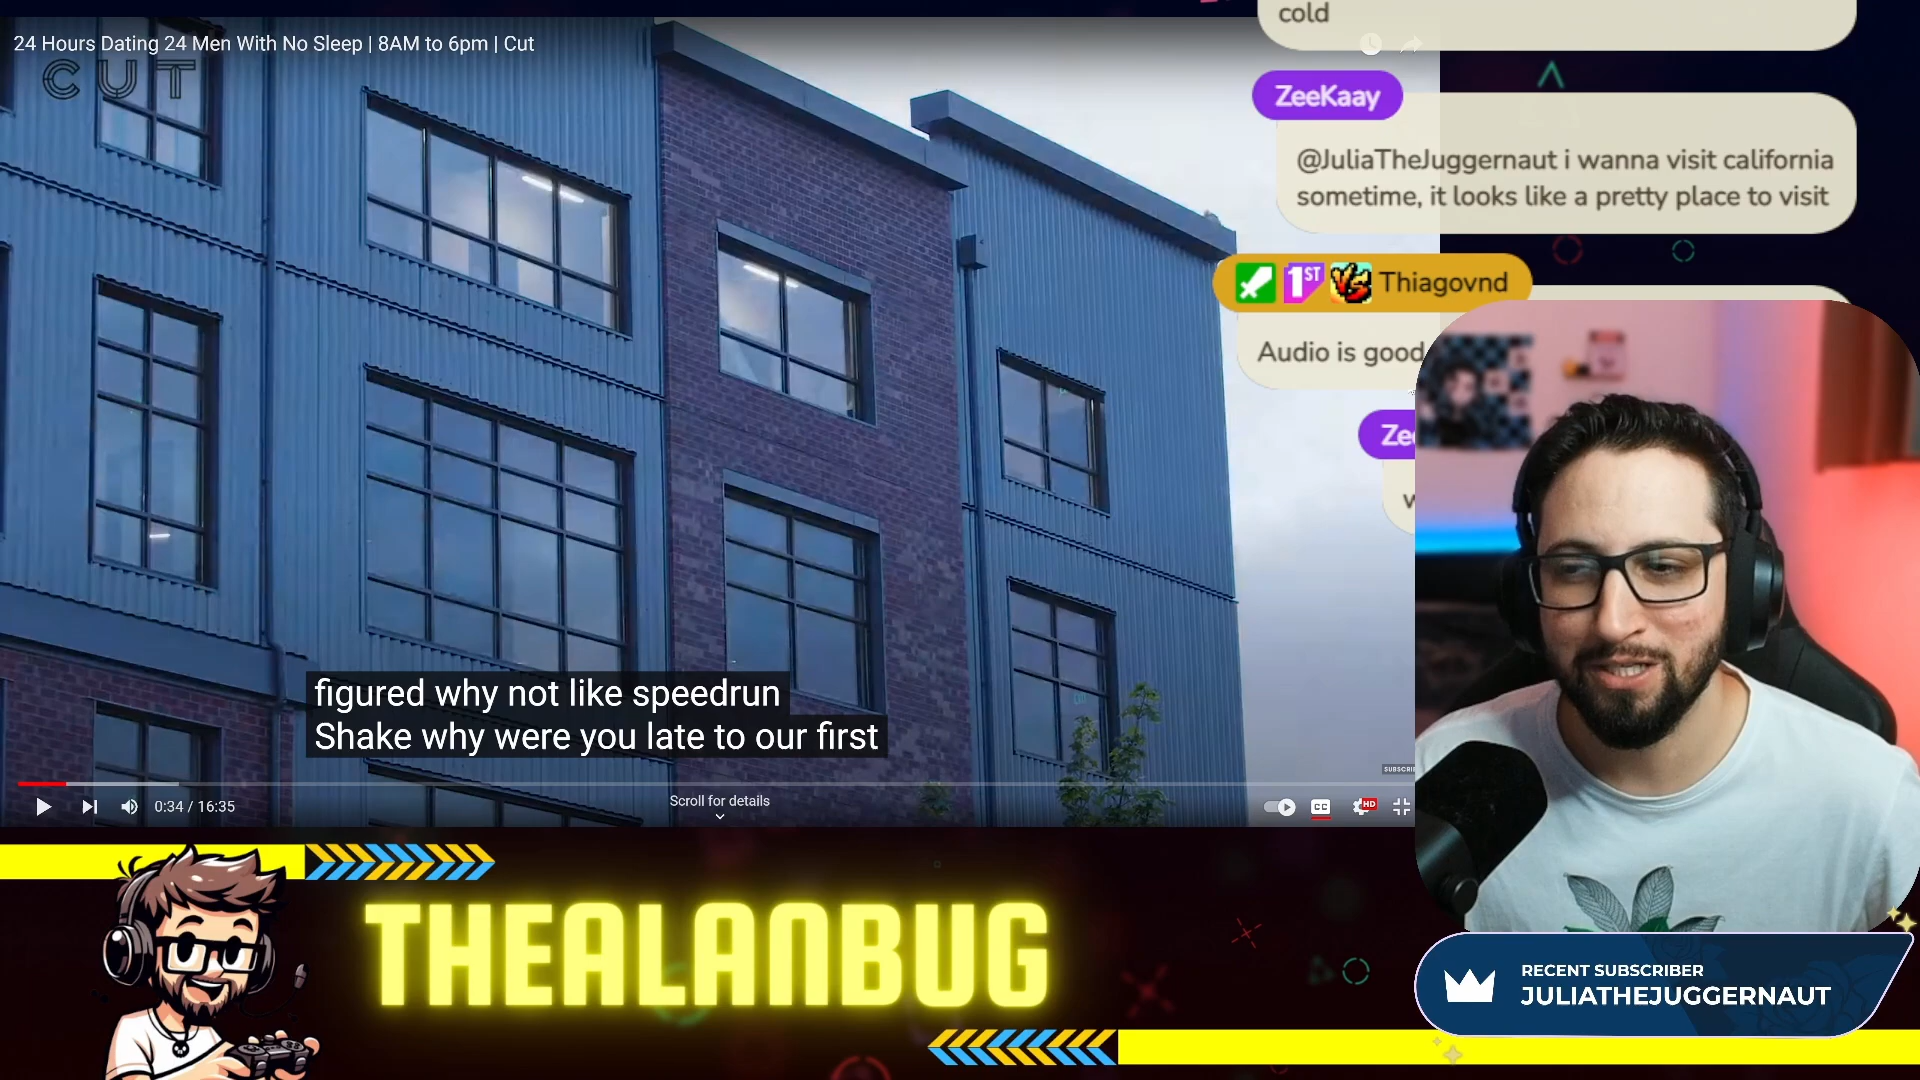 24 Hours Dating 24 Men With No Sleep | 8AM to 6pm | Cut
CUT
cold
ZeeKaay
@JuliaTheJuggernaut i wanna visit california
sometime, it looks like a pretty place to visit
1ST Thiagovnd
Audio is good
figured why not like speedrun
Shake why were you late to our first
0:34 / 16:35
Scroll for details
CC
HD
THEALANBUG
RECENT SUBSCRIBER
JULIATHEJUGGERNAUT